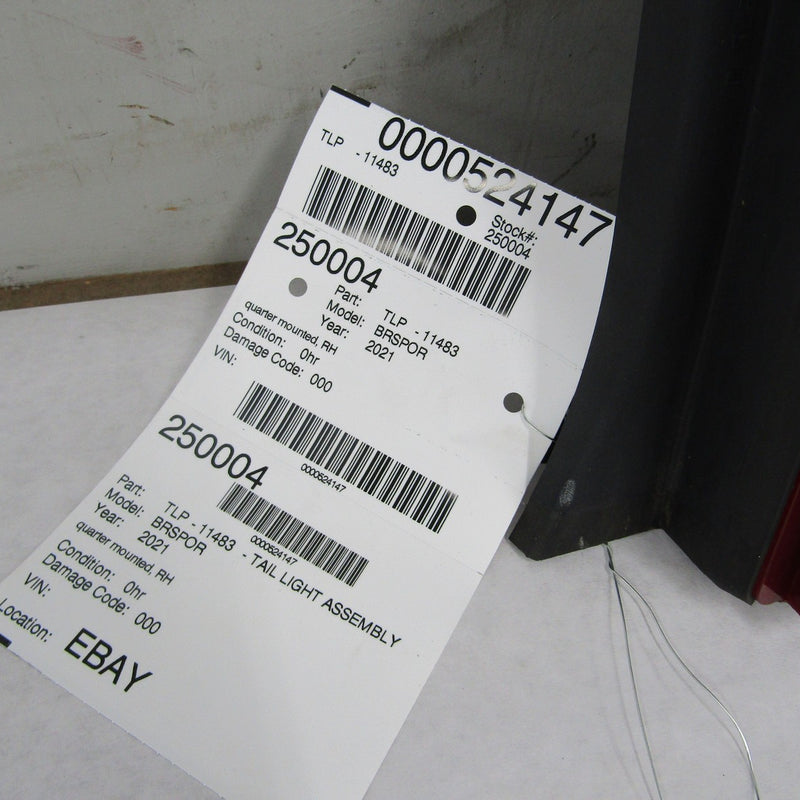 0000524147
TLP - 11483
Stock#:
250004
250004
Part: TLP - 11483
Model: BRSPOR
Year: 2021
quarter mounted, RH
Condition: 0hr
Damage Code: 000
VIN:
0000524147
250004
0000524147
Part: TLP - 11483 - TAIL LIGHT ASSEMBLY
Model: BRSPOR
Year: 2021
quarter mounted, RH
Condition: 0hr
Damage Code: 000
VIN:
Location: EBAY